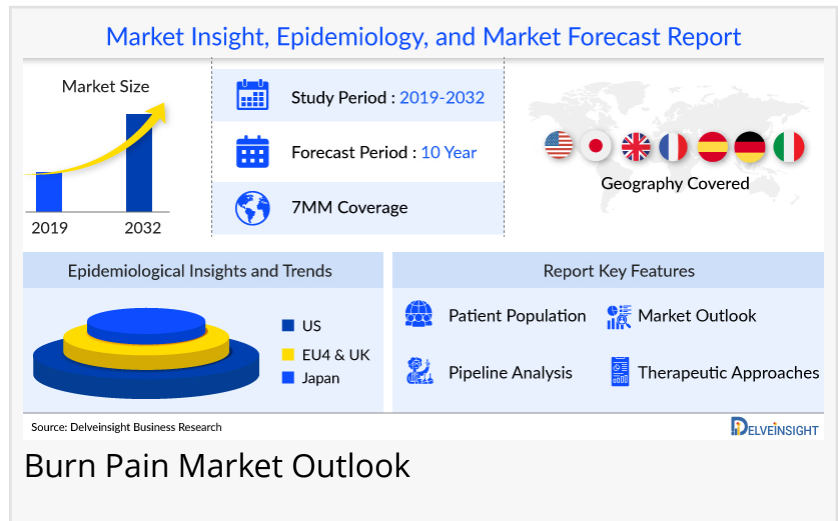 Market Insight, Epidemiology, and Market Forecast Report
Market Size
2019
2032
Study Period : 2019-2032
Forecast Period : 10 Year
7MM Coverage
Geography Covered
Epidemiological Insights and Trends
US
EU4 & UK
Japan
Report Key Features
Patient Population
Market Outlook
Pipeline Analysis
Therapeutic Approaches
Source: Delveinsight Business Research
DELVEINSIGHT
Burn Pain Market Outlook